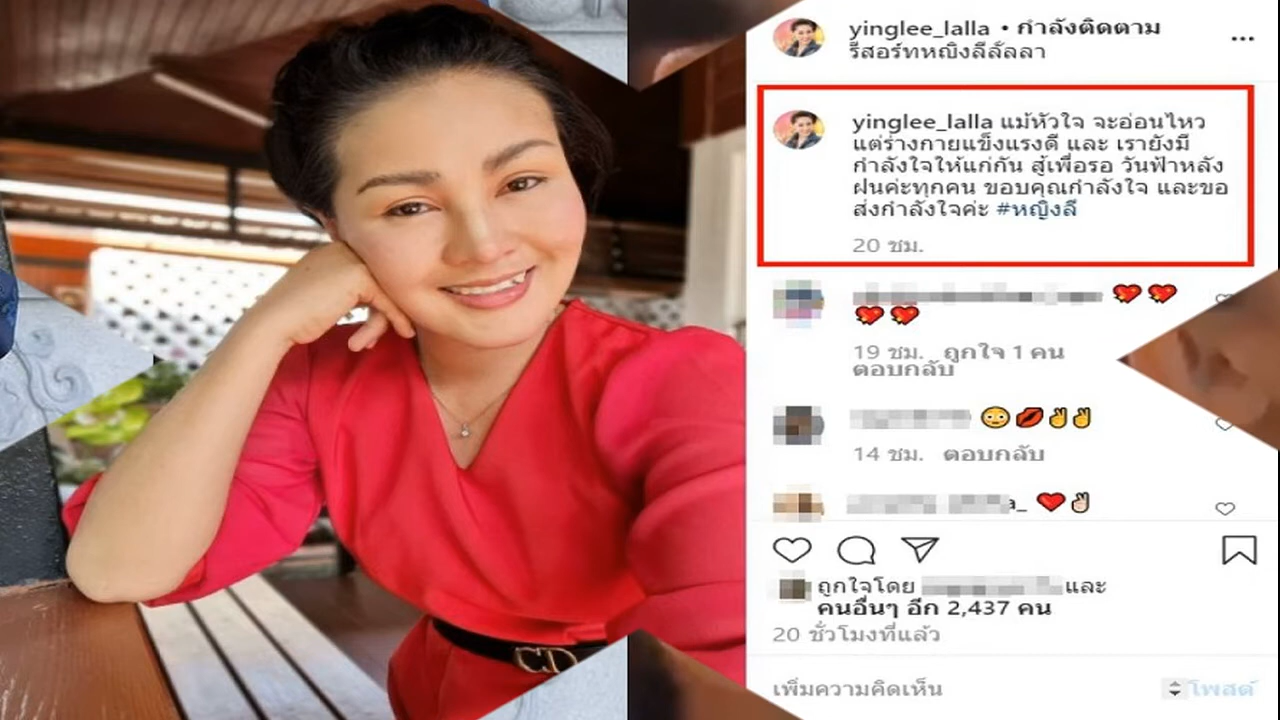 yinglee_lalla • กำลังติดตาม
รีสอร์ทหญิงลีลั่ลลา
yinglee_lalla แม้หัวใจ จะอ่อนไหว
แต่ร่างกายแข็งแรงดี และ เรายังมี
กำลังใจให้แก่กัน สู้เพื่อรอ วันฟ้าหลัง
ฝนค่ะทุกคน ขอบคุณกำลังใจ และขอ
ส่งกำลังใจค่ะ #หญิงลี
20 ชม.
19 ชม. ถูกใจ 1 คน
ตอบกลับ
14 ชม. ตอบกลับ
ถูกใจโดย และ
คนอื่นๆ อีก 2,437 คน
20 ชั่วโมงที่แล้ว
เพิ่มความคิดเห็น
โพสต์
CD